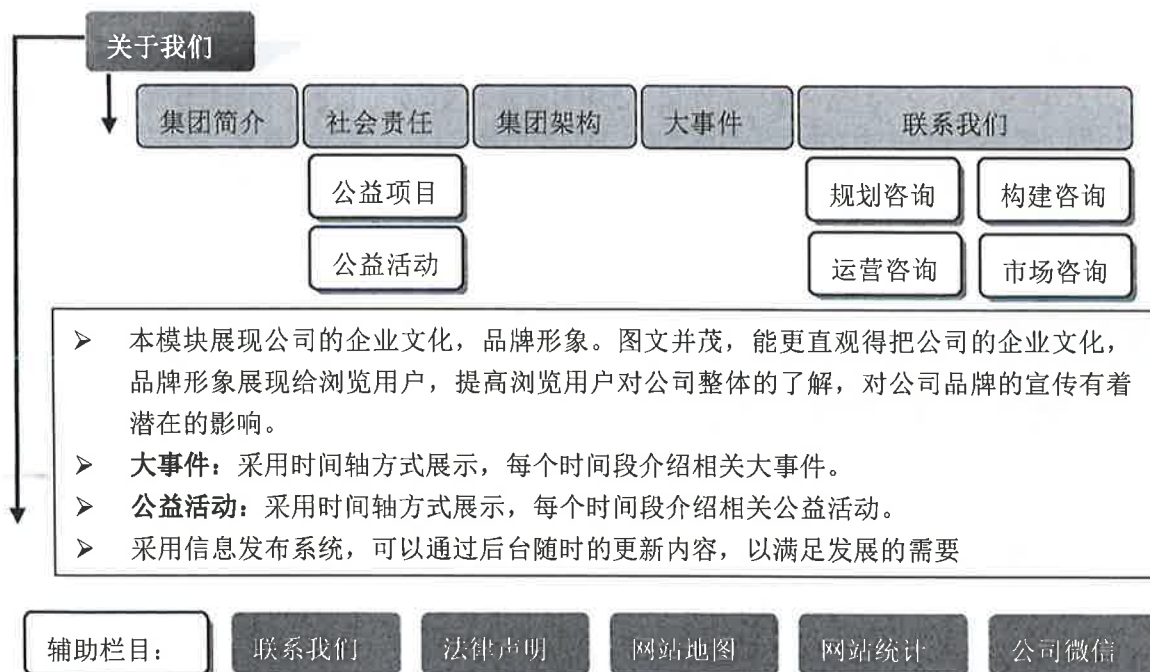 关于我们
集团简介 社会责任 集团架构 大事件 联系我们
公益项目 规划咨询 构建咨询
公益活动 运营咨询 市场咨询
➢ 本模块展现公司的企业文化，品牌形象。图文并茂，能更直观得把公司的企业文化，
品牌形象展现给浏览用户，提高浏览用户对公司整体的了解，对公司品牌的宣传有着
潜在的影响。
➢ 大事件：采用时间轴方式展示，每个时间段介绍相关大事件。
➢ 公益活动：采用时间轴方式展示，每个时间段介绍相关公益活动。
➢ 采用信息发布系统，可以通过后台随时的更新内容，以满足发展的需要
辅助栏目： 联系我们 法律声明 网站地图 网站统计 公司微信